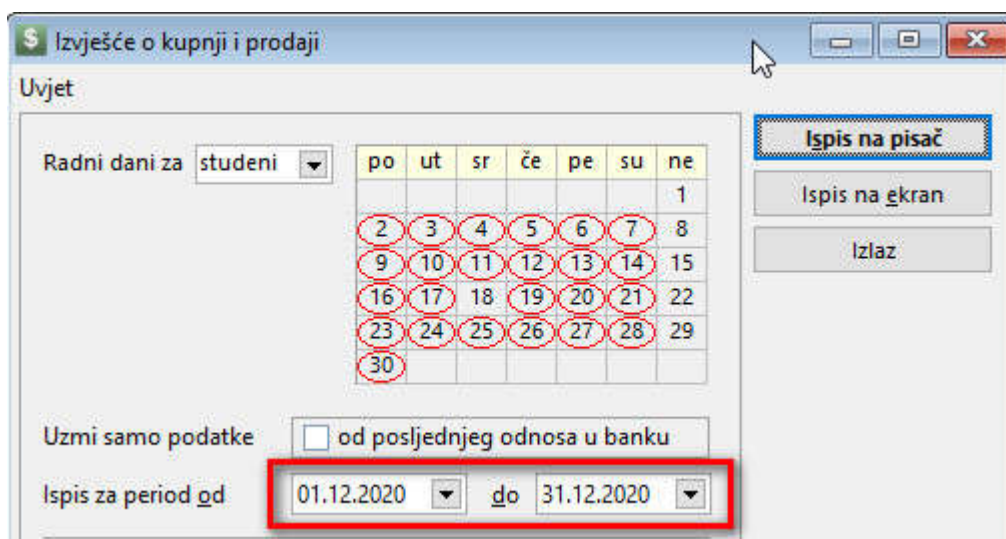 $ Izvješće o kupnji i prodaji
Uvjet
Radni dani za studeni
po ut sr če pe su ne
1
2 3 4 5 6 7 8
9 10 11 12 13 14 15
16 17 18 19 20 21 22
23 24 25 26 27 28 29
30
Ispis na pisač
Ispis na ekran
Izlaz
Uzmi samo podatke od posljednjeg odnosa u banku
Ispis za period od 01.12.2020 do 31.12.2020